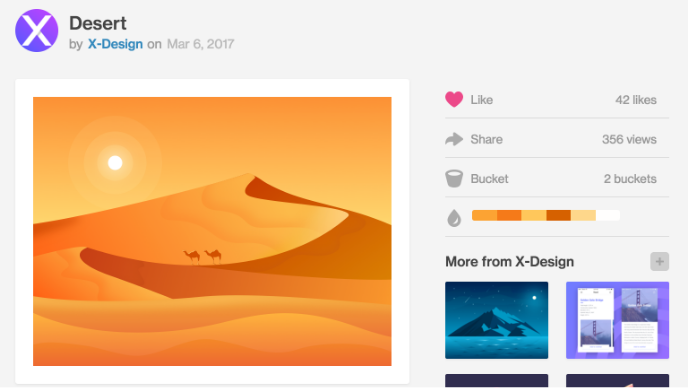 X
Desert
by X-Design on Mar 6, 2017
Like 42 likes
Share 356 views
Bucket 2 buckets
More from X-Design +